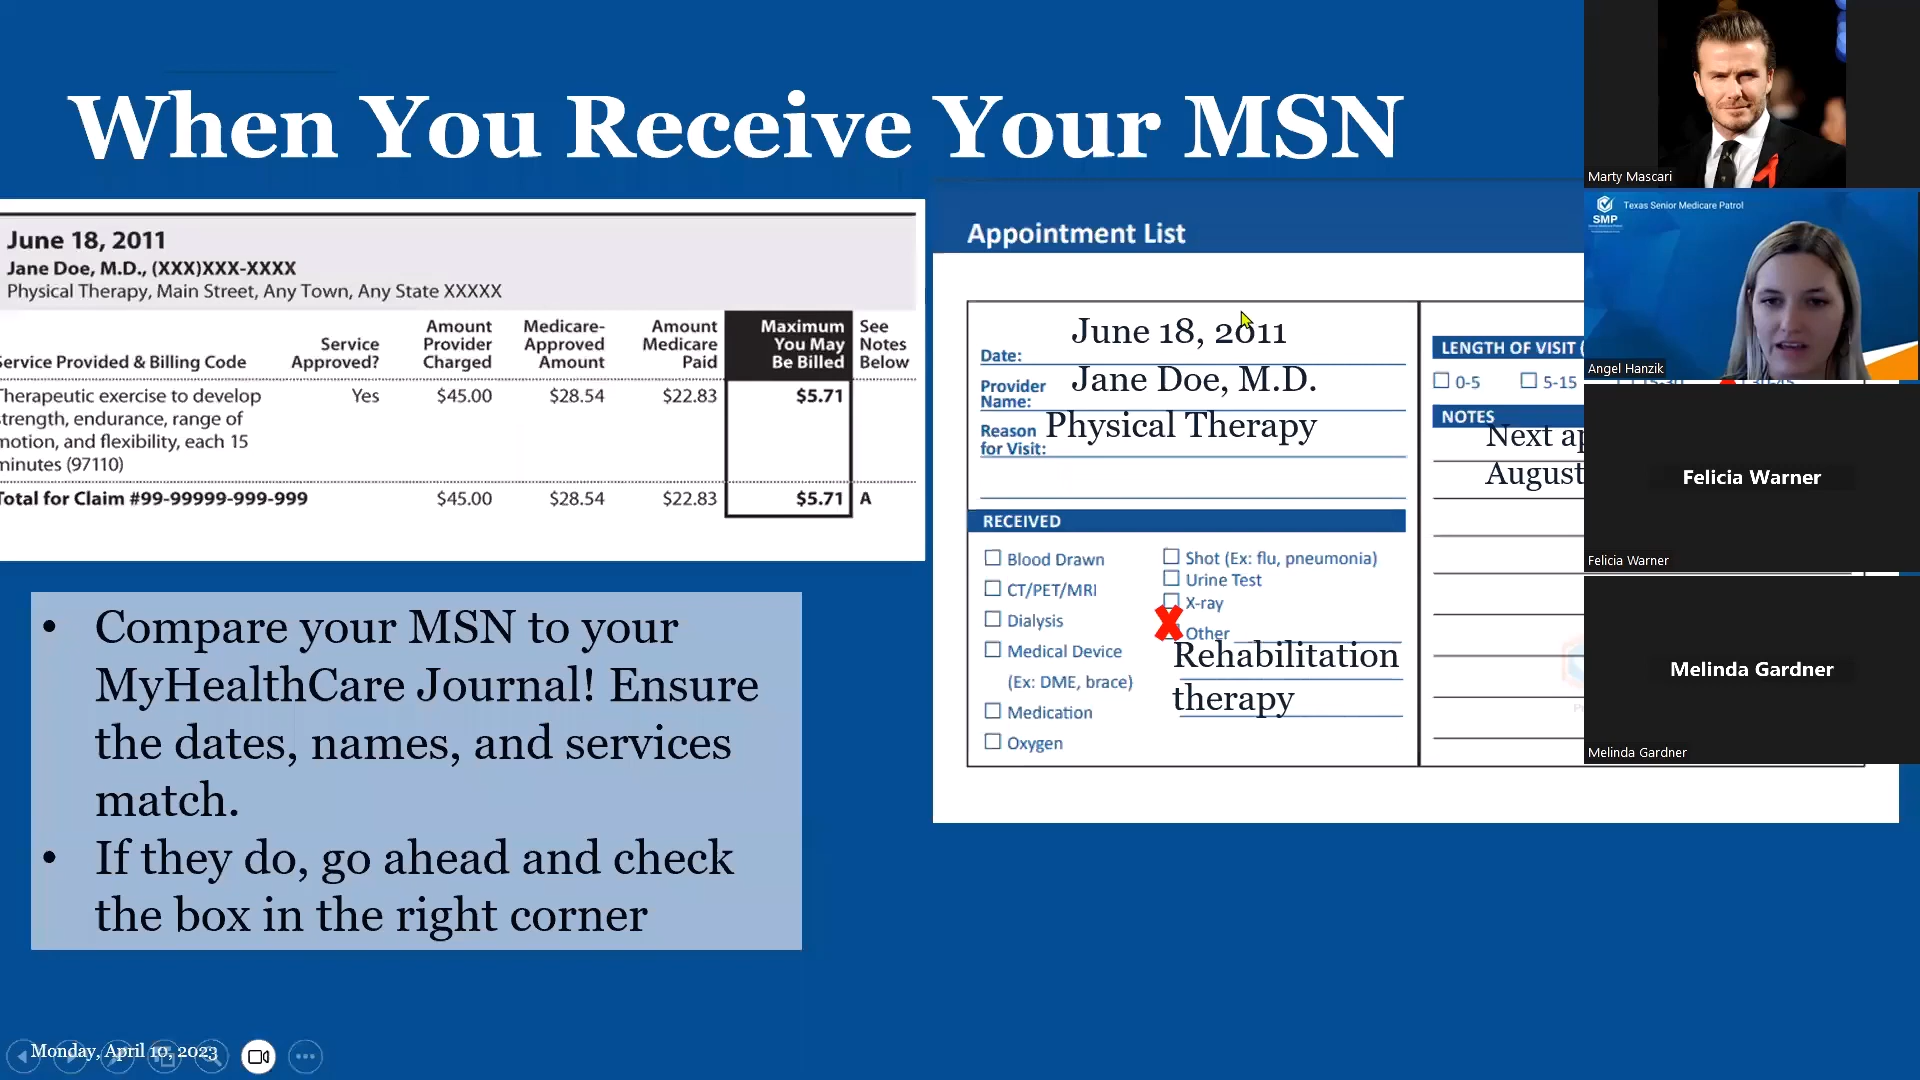 When You Receive Your MSN
June 18, 2011
Jane Doe, M.D., (XXX)XXX-XXXX
Physical Therapy, Main Street, Any Town, Any State XXXXX
Service Provided & Billing Code
Service Approved?
Amount Provider Charged
Medicare-Approved Amount
Amount Medicare Paid
Maximum You May Be Billed
See Notes Below
Therapeutic exercise to develop
strength, endurance, range of
motion, and flexibility, each 15
minutes (97110)
Yes $45.00 $28.54 $22.83 $5.71
Total for Claim #99-99999-999-999 $45.00 $28.54 $22.83 $5.71 A
• Compare your MSN to your
MyHealthCare Journal! Ensure
the dates, names, and services
match.
• If they do, go ahead and check
the box in the right corner
Appointment List
Date: June 18, 2011
Provider Name: Jane Doe, M.D.
Reason for Visit: Physical Therapy
RECEIVED
Blood Drawn
CT/PET/MRI
Dialysis
Medical Device
(Ex: DME, brace)
Medication
Oxygen
Shot (Ex: flu, pneumonia)
Urine Test
X-ray
Other
Rehabilitation
therapy
LENGTH OF VISIT (
0-5 5-15
NOTES
Next
August
Marty Mascari
SMP
Texas Senior Medicare Patrol
Angel Hanzik
Felicia Warner
Felicia Warner
Melinda Gardner
Melinda Gardner
Monday, April 10, 2023